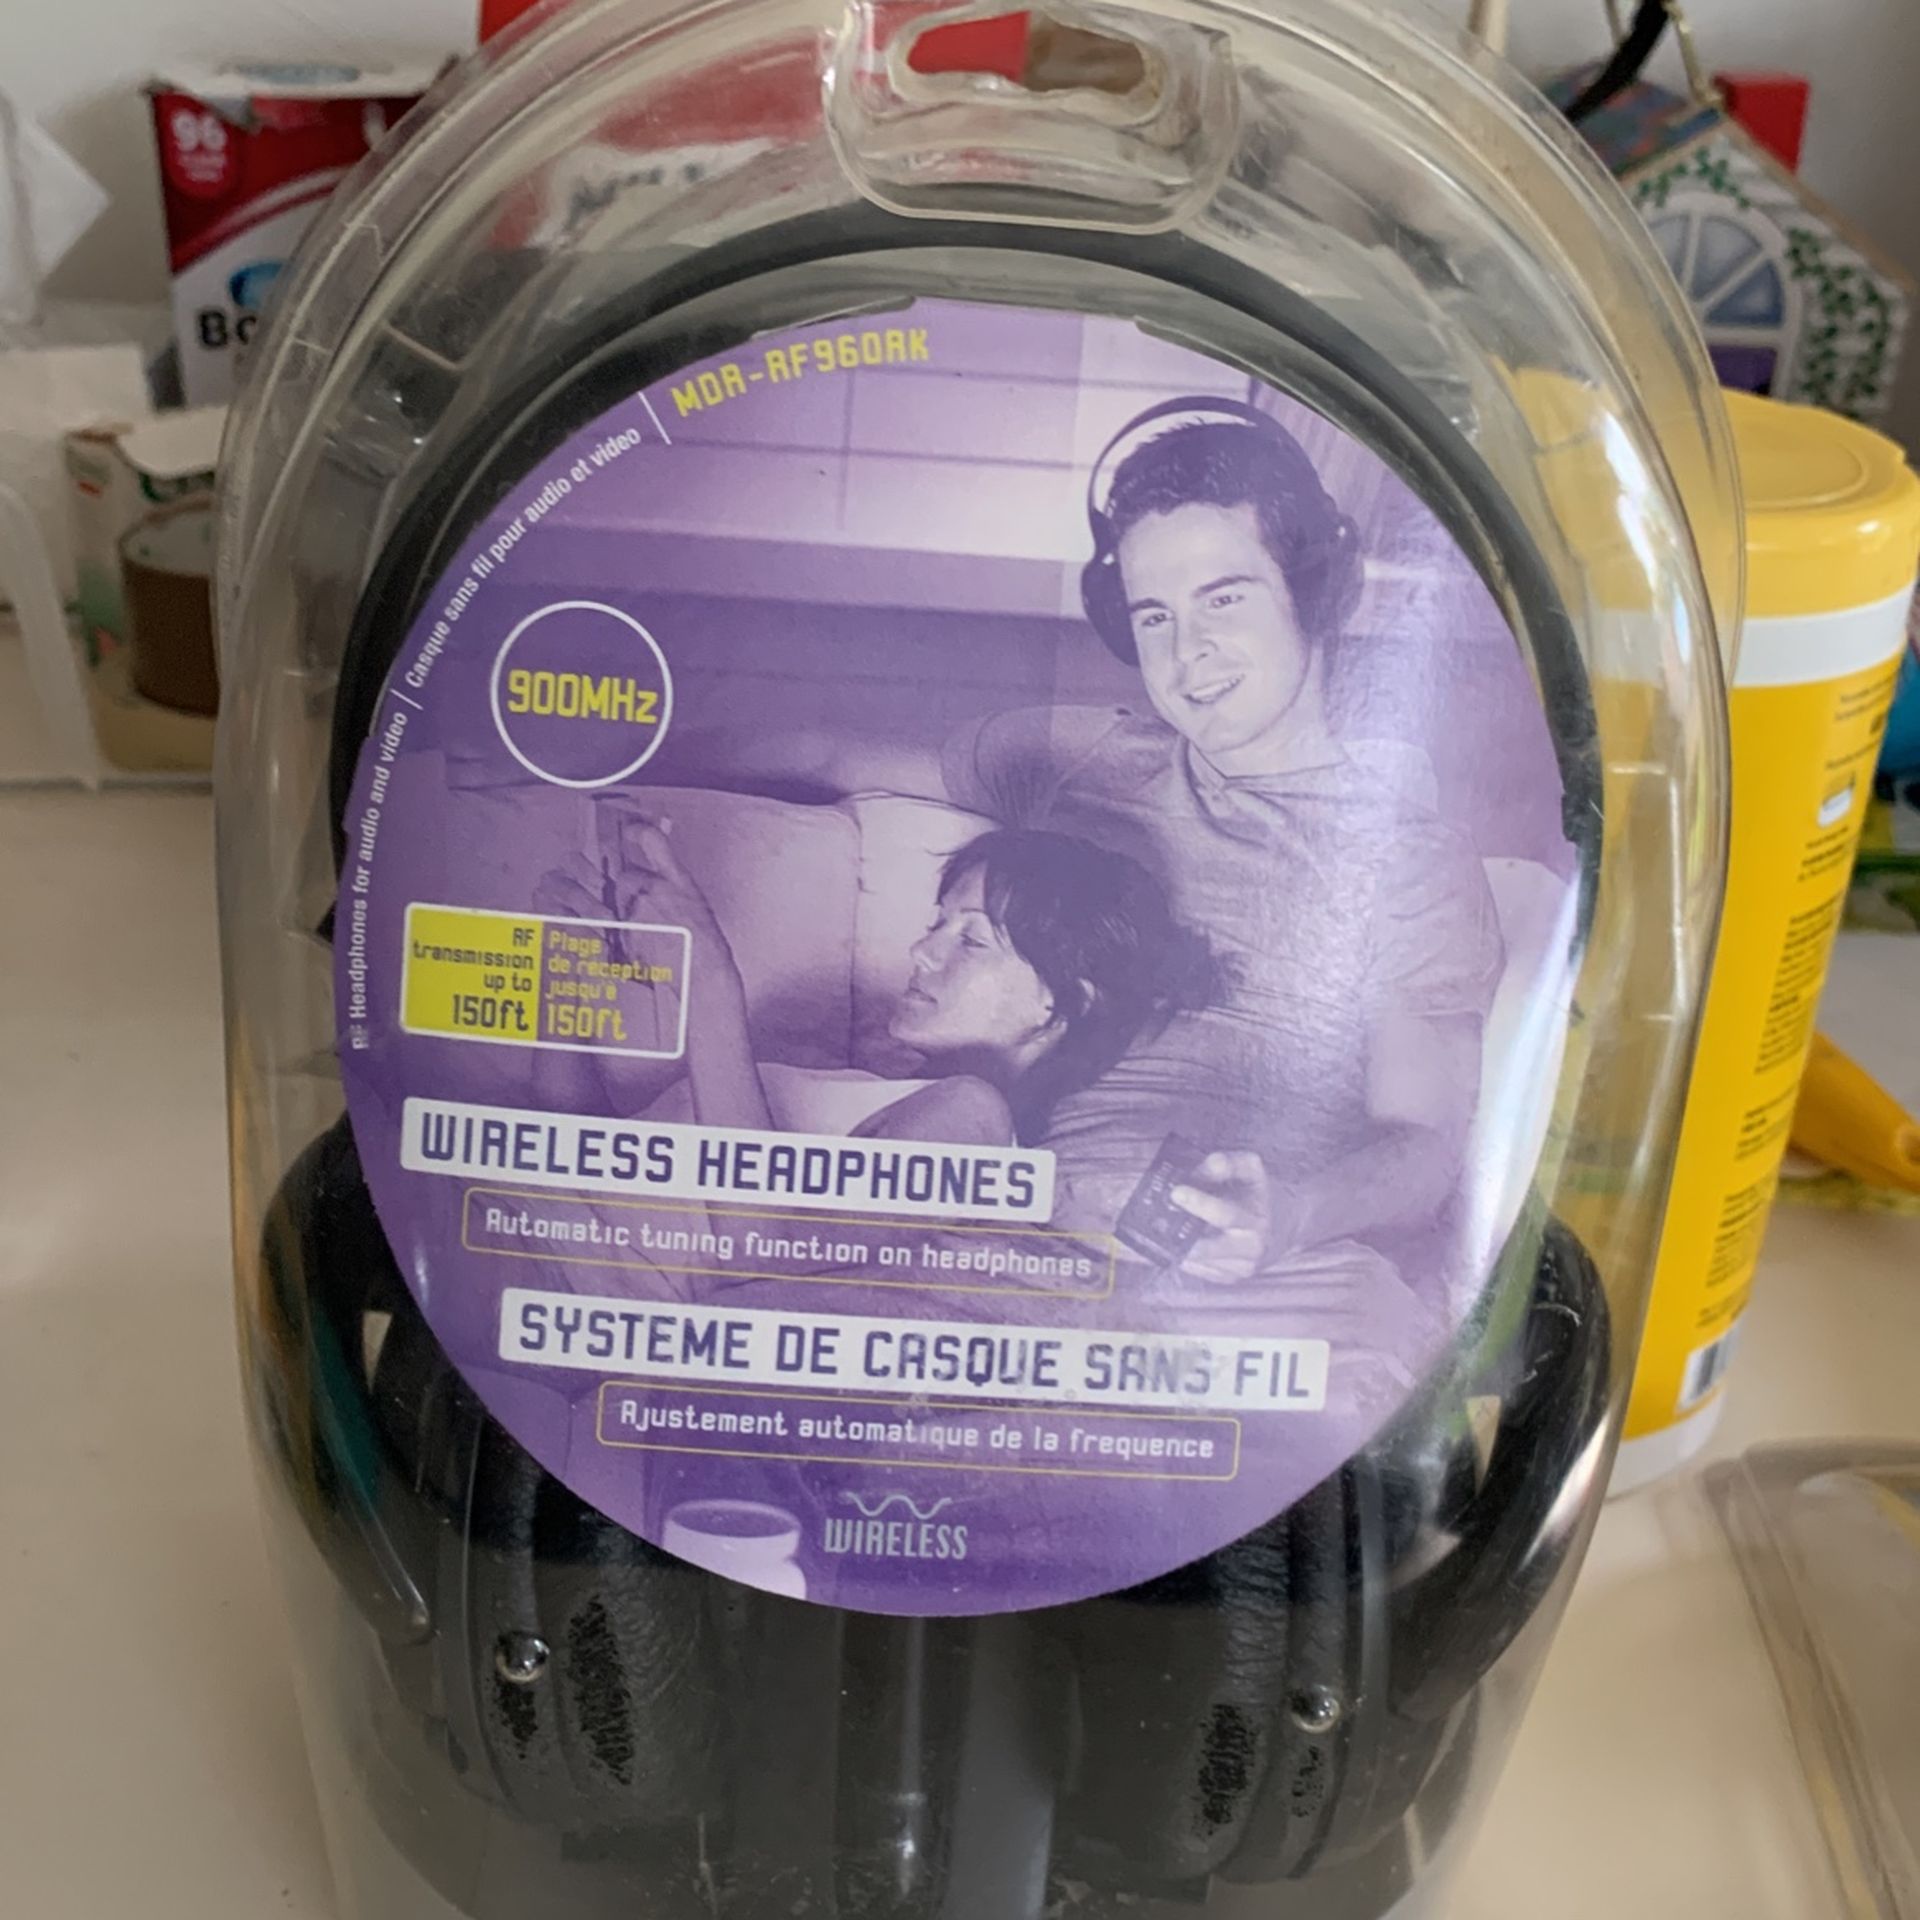 96
MDR-RF960RK
RF Headphones for audio and video | Casque sans fil pour audio et video
900MHz
RF transmission up to 150ft
Plage de reception jusqu'à 150ft
WIRELESS HEADPHONES
Automatic tuning function on headphones
SYSTEME DE CASQUE SANS FIL
Ajustement automatique de la frequence
WIRELESS